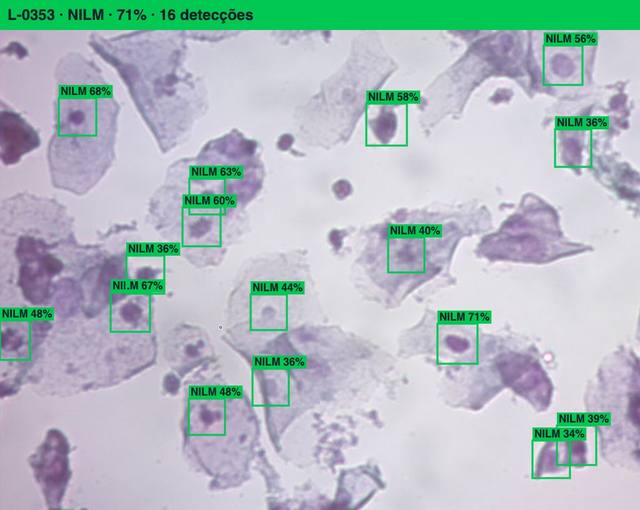 L-0353 · NILM · 71% · 16 detecções
NILM 56%
NILM 68%
NILM 58%
NILM 36%
NILM 63%
NILM 60%
NILM 40%
NILM 36%
NILM 67%
NILM 44%
NILM 48%
NILM 71%
NILM 36%
NILM 48%
NILM 39%
NILM 34%